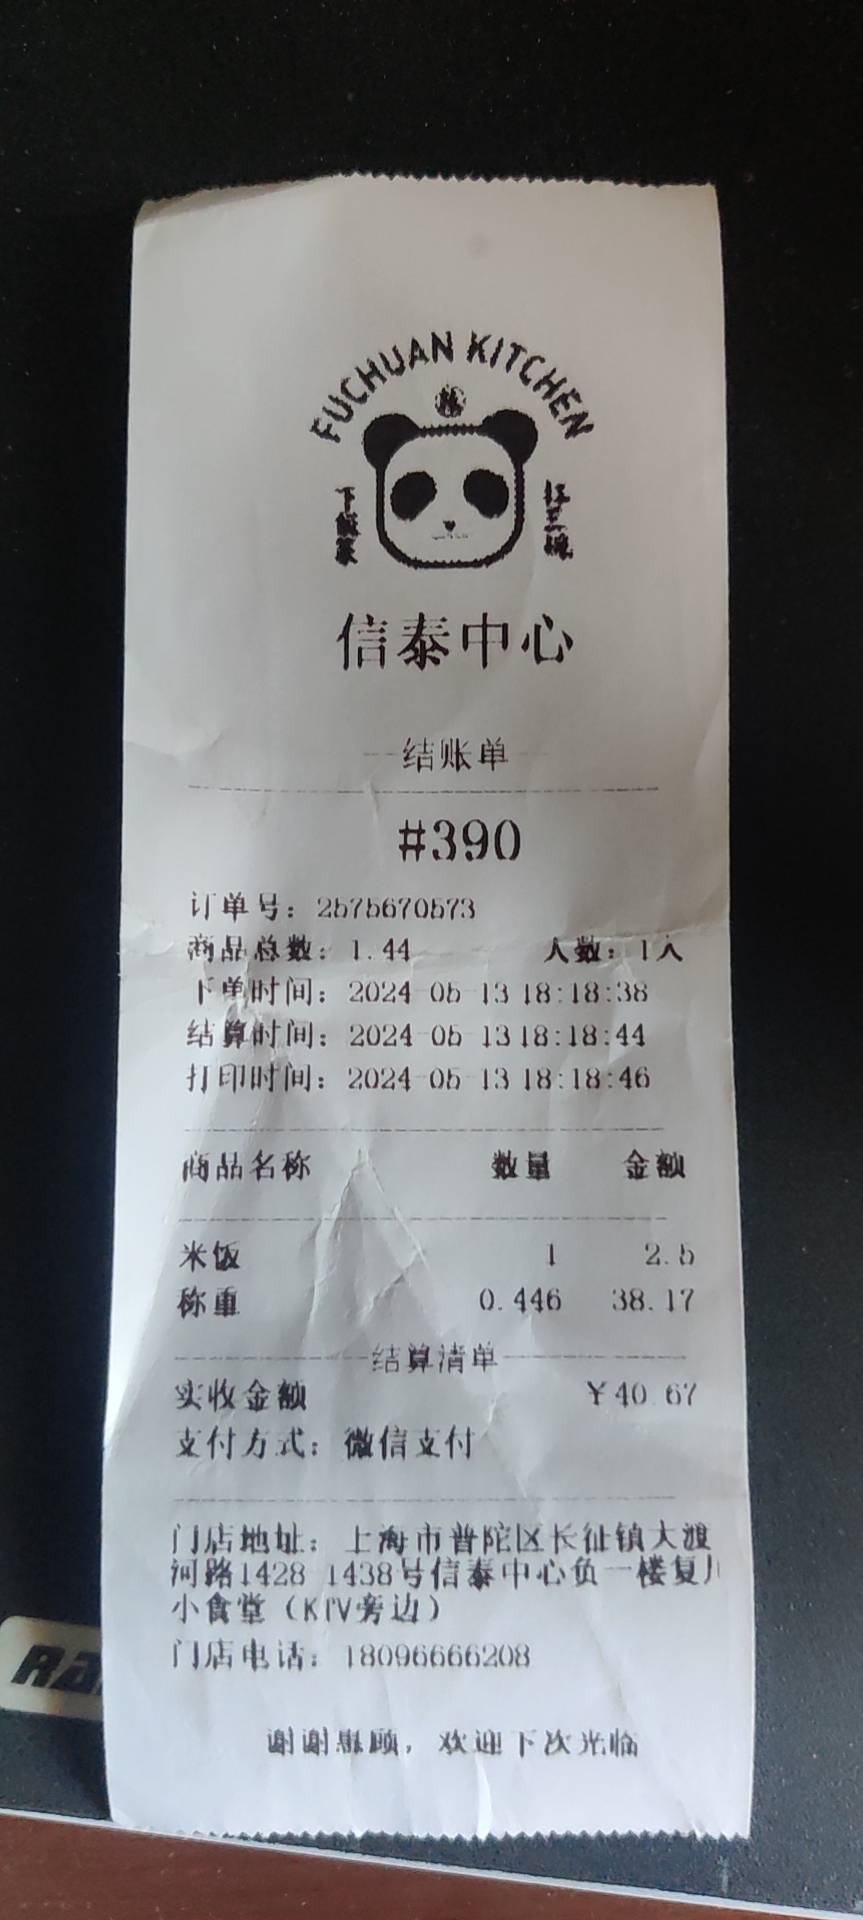 FUCHUAN KITCHEN
信泰中心
结账单
#390
订单号：2575670573
商品总数：1.44 人数：1人
下单时间：2024-05-13 18:18:38
结算时间：2024-05-13 18:18:44
打印时间：2024-05-13 18:18:46
商品名称 数量 金额
米饭 1 2.5
称重 0.446 38.17
结算清单
实收金额 ￥40.67
支付方式：微信支付
门店地址：上海市普陀区长征镇大渡
河路1428-1438号信泰中心负一楼复川
小食堂（KTV旁边）
门店电话：18096666208
谢谢惠顾，欢迎下次光临